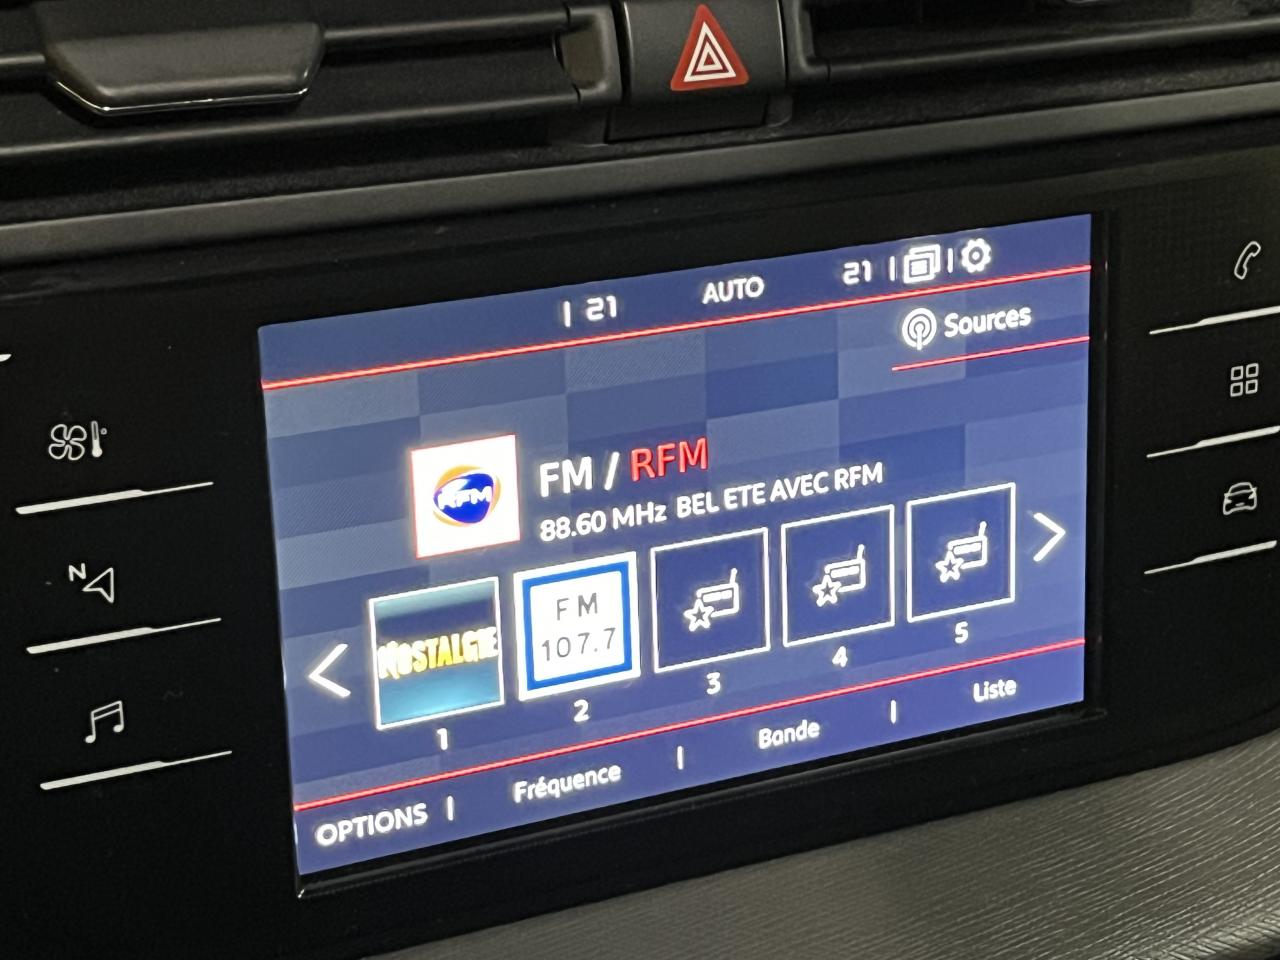 21 AUTO 21
Sources
RFM
FM / RFM
88.60 MHz BEL ETE AVEC RFM
NOSTALGIE
FM
107.7
1 2 3 4 5
OPTIONS Fréquence Bande Liste
N